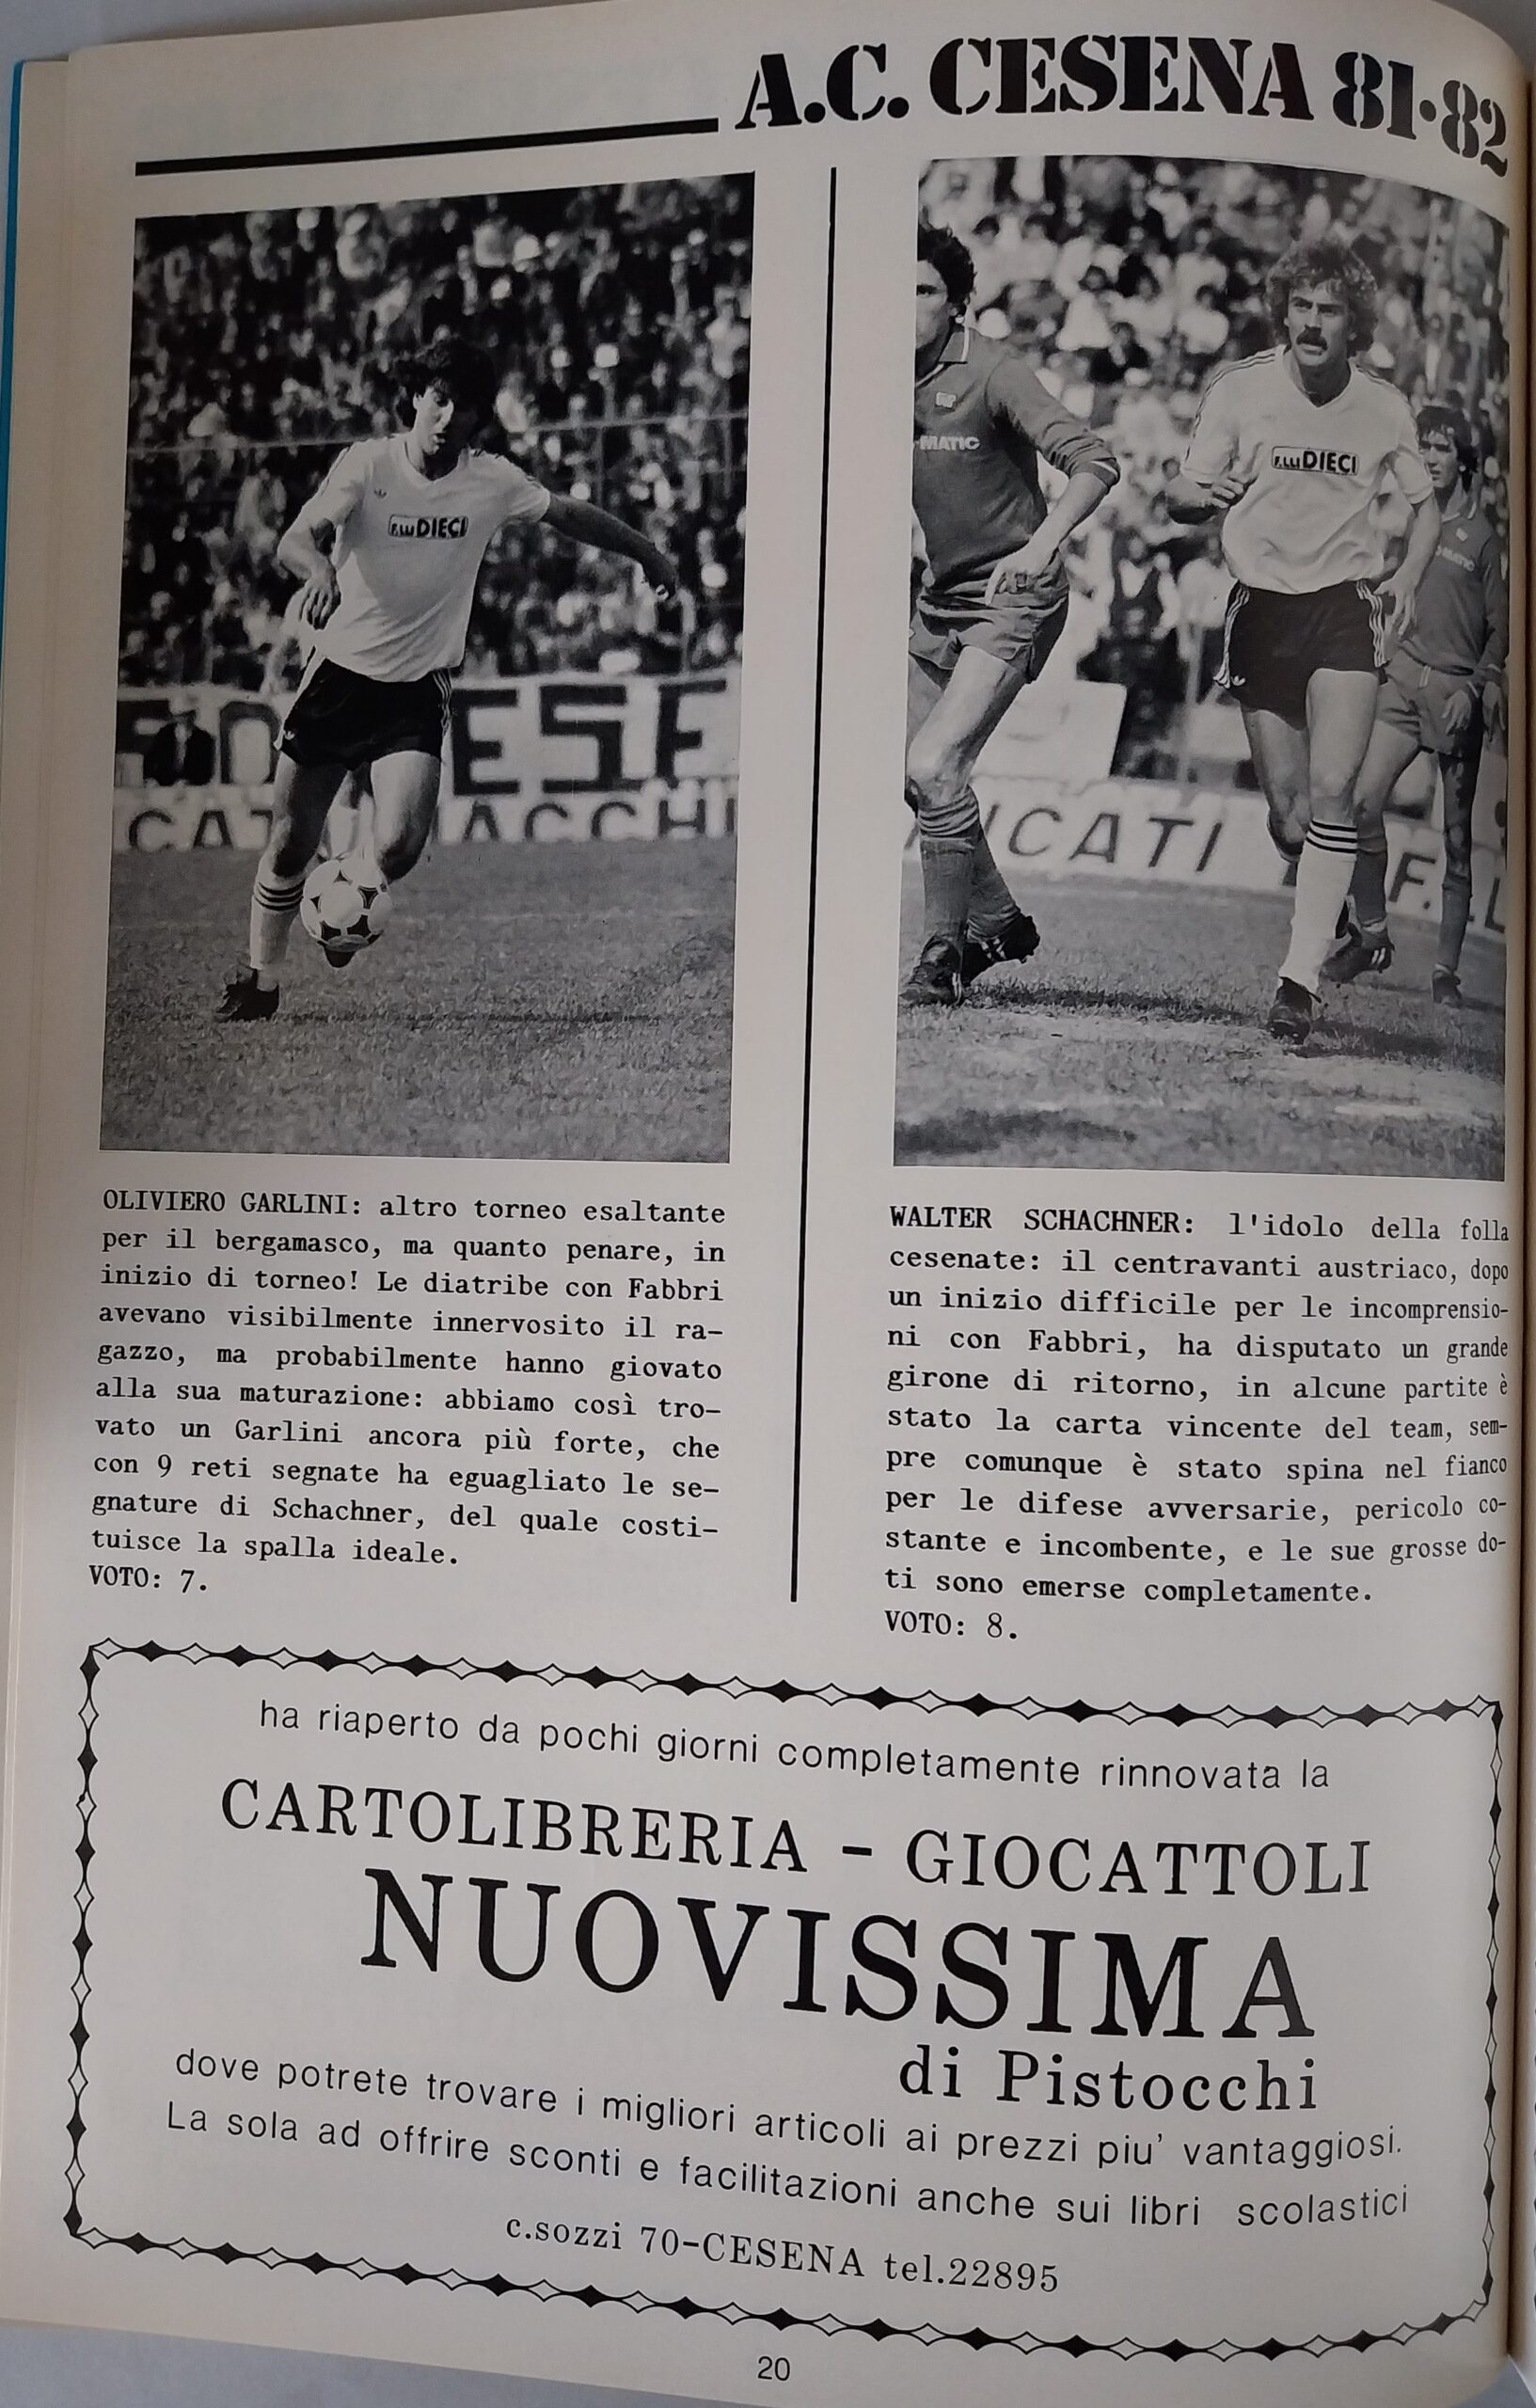 A.C. CESENA 81·82
F.LLI DIECI
ESE
MATIC
F.LLI DIECI
MATIC
ICATI
F.LL
OLIVIERO GARLINI: altro torneo esaltante
per il bergamasco, ma quanto penare, in
inizio di torneo! Le diatribe con Fabbri
avevano visibilmente innervosito il ra-
gazzo, ma probabilmente hanno giovato
alla sua maturazione: abbiamo così tro-
vato un Garlini ancora più forte, che
con 9 reti segnate ha eguagliato le se-
gnature di Schachner, del quale costi-
tuisce la spalla ideale.
VOTO: 7.
WALTER SCHACHNER: l'idolo della folla
cesenate: il centravanti austriaco, dopo
un inizio difficile per le incomprensio-
ni con Fabbri, ha disputato un grande
girone di ritorno, in alcune partite è
stato la carta vincente del team, sem-
pre comunque è stato spina nel fianco
per le difese avversarie, pericolo co-
stante e incombente, e le sue grosse do-
ti sono emerse completamente.
VOTO: 8.
ha riaperto da pochi giorni completamente rinnovata la
CARTOLIBRERIA - GIOCATTOLI
NUOVISSIMA
di Pistocchi
dove potrete trovare i migliori articoli ai prezzi piu' vantaggiosi.
La sola ad offrire sconti e facilitazioni anche sui libri scolastici
c.sozzi 70-CESENA tel.22895
20